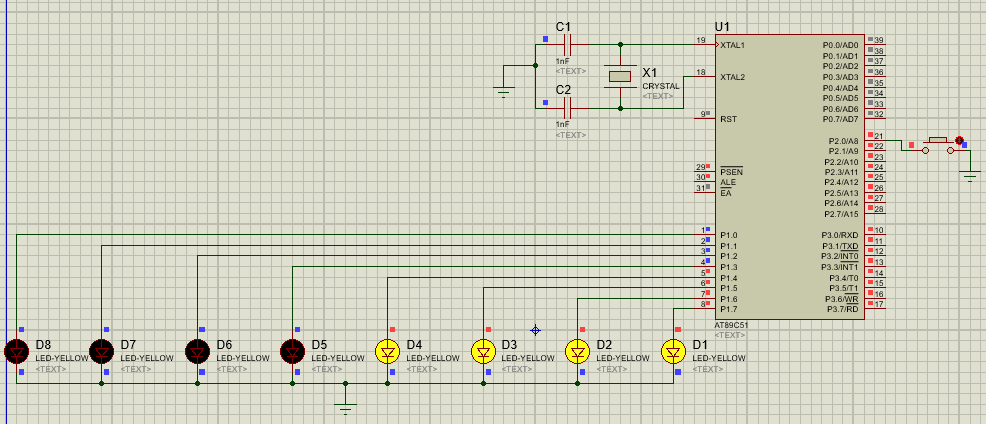 C1
1nF
<TEXT>
C2
1nF
<TEXT>
X1
CRYSTAL
<TEXT>
U1
19
XTAL1
18
XTAL2
9
RST
29
PSEN
30
ALE
31
EA
1
P1.0
2
P1.1
3
P1.2
4
P1.3
5
P1.4
6
P1.5
7
P1.6
8
P1.7
P0.0/AD0
39
P0.1/AD1
38
P0.2/AD2
37
P0.3/AD3
36
P0.4/AD4
35
P0.5/AD5
34
P0.6/AD6
33
P0.7/AD7
32
P2.0/A8
21
P2.1/A9
22
P2.2/A10
23
P2.3/A11
24
P2.4/A12
25
P2.5/A13
26
P2.6/A14
27
P2.7/A15
28
P3.0/RXD
10
P3.1/TXD
11
P3.2/INT0
12
P3.3/INT1
13
P3.4/T0
14
P3.5/T1
15
P3.6/WR
16
P3.7/RD
17
AT89C51
<TEXT>
D8
LED-YELLOW
<TEXT>
D7
LED-YELLOW
<TEXT>
D6
LED-YELLOW
<TEXT>
D5
LED-YELLOW
<TEXT>
D4
LED-YELLOW
<TEXT>
D3
LED-YELLOW
<TEXT>
D2
LED-YELLOW
<TEXT>
D1
LED-YELLOW
<TEXT>